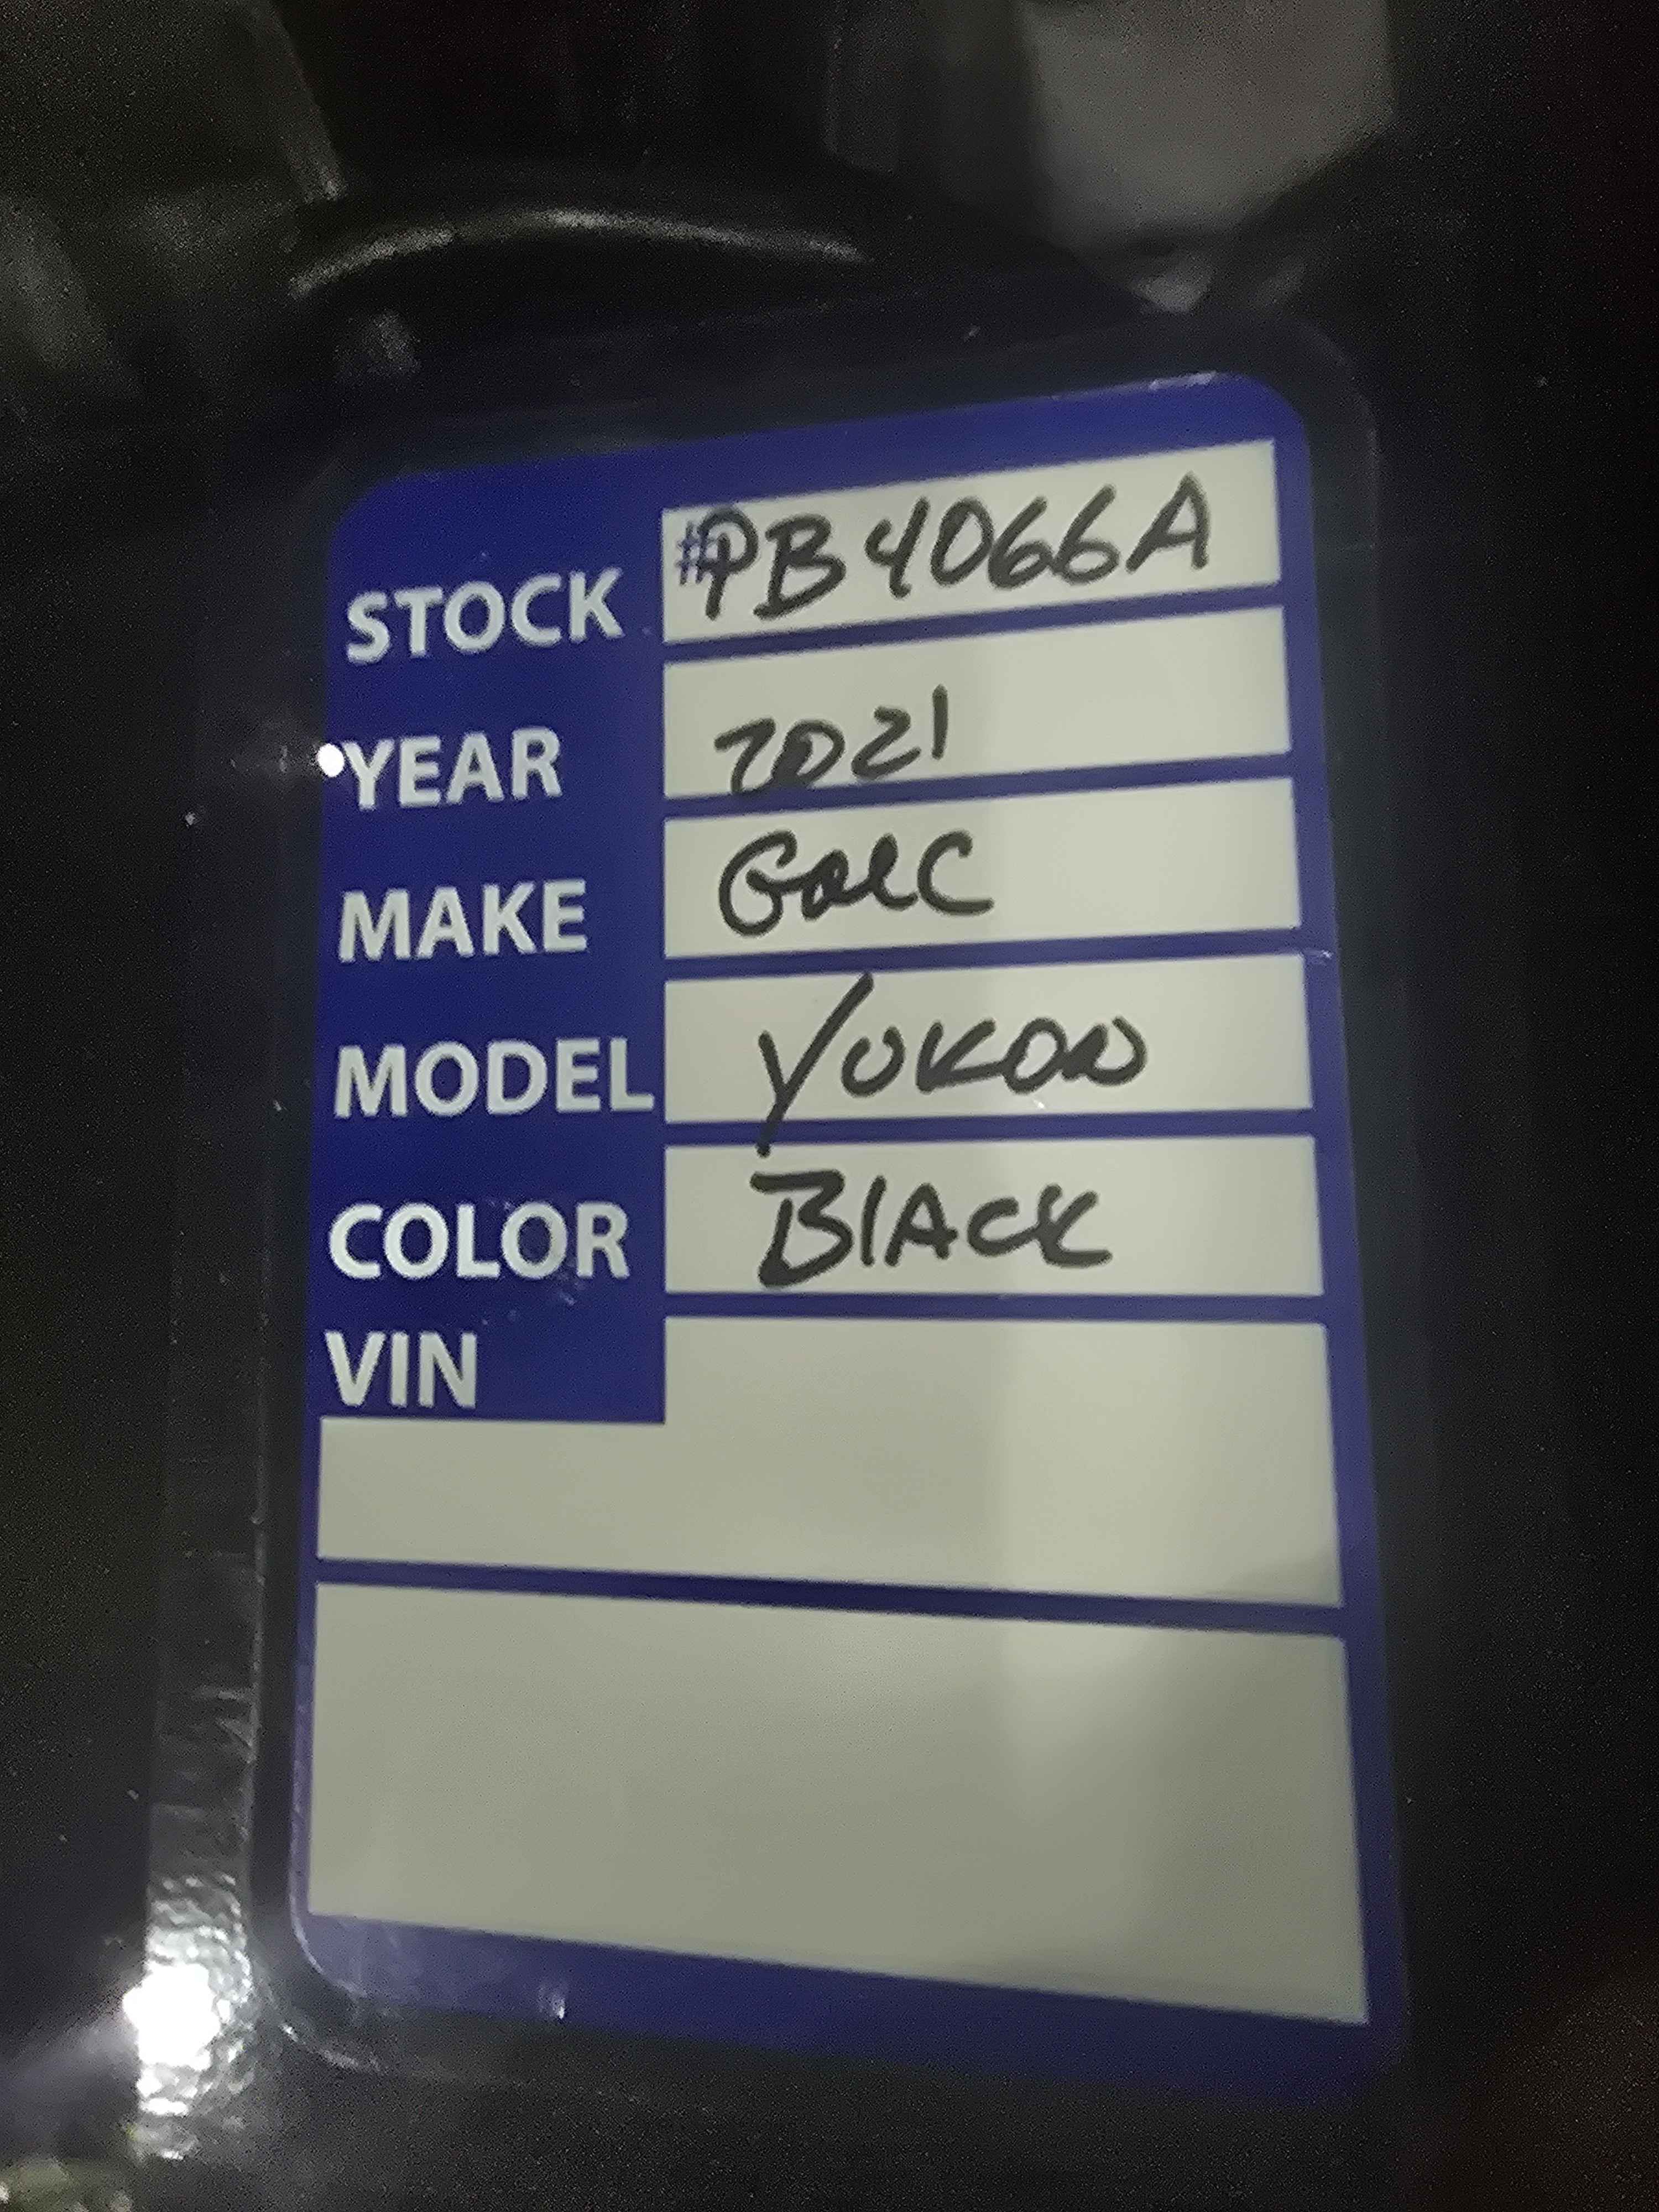 STOCK #PB4066A
YEAR 2021
MAKE GMC
MODEL YUKON
COLOR BlACK
VIN